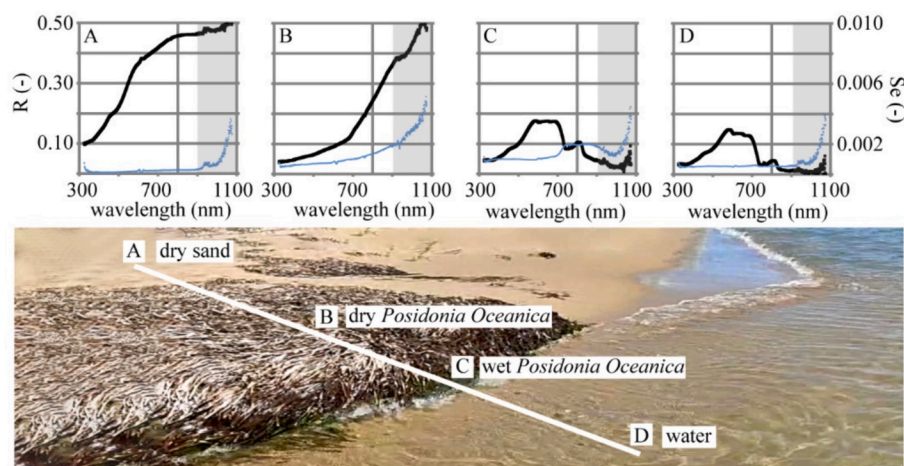 0.50 A B C D 0.010
0.30 0.006
0.10 0.002
R (-)
Se (-)
300 700 1100 300 700 1100 300 700 1100 300 700 1100
wavelength (nm) wavelength (nm) wavelength (nm) wavelength (nm)
A dry sand
B dry Posidonia Oceanica
C wet Posidonia Oceanica
D water